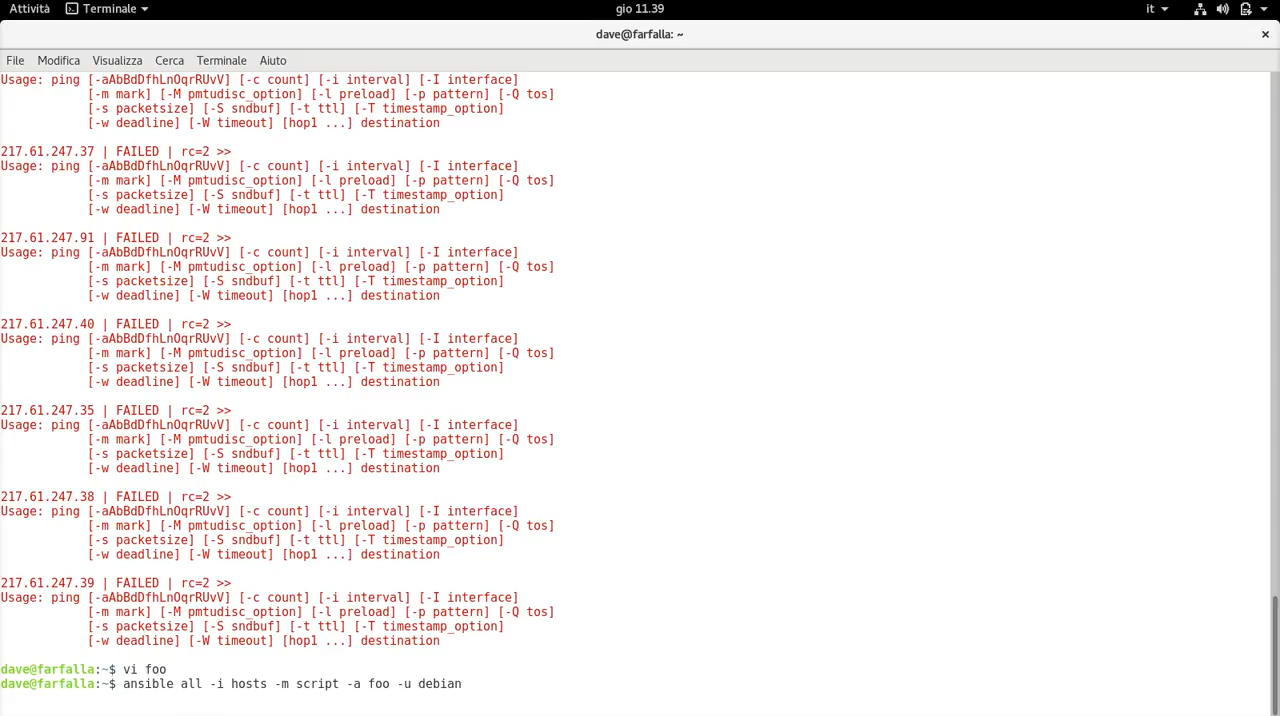 Attività Terminale gio 11.39 it
dave@farfalla: ~ ×
File Modifica Visualizza Cerca Terminale Aiuto
Usage: ping [-aAbBdDfhLnOqrRUvV] [-c count] [-i interval] [-I interface]
            [-m mark] [-M pmtudisc_option] [-l preload] [-p pattern] [-Q tos]
            [-s packetsize] [-S sndbuf] [-t ttl] [-T timestamp_option]
            [-w deadline] [-W timeout] [hop1 ...] destination
217.61.247.37 | FAILED | rc=2 >>
Usage: ping [-aAbBdDfhLnOqrRUvV] [-c count] [-i interval] [-I interface]
            [-m mark] [-M pmtudisc_option] [-l preload] [-p pattern] [-Q tos]
            [-s packetsize] [-S sndbuf] [-t ttl] [-T timestamp_option]
            [-w deadline] [-W timeout] [hop1 ...] destination
217.61.247.91 | FAILED | rc=2 >>
Usage: ping [-aAbBdDfhLnOqrRUvV] [-c count] [-i interval] [-I interface]
            [-m mark] [-M pmtudisc_option] [-l preload] [-p pattern] [-Q tos]
            [-s packetsize] [-S sndbuf] [-t ttl] [-T timestamp_option]
            [-w deadline] [-W timeout] [hop1 ...] destination
217.61.247.40 | FAILED | rc=2 >>
Usage: ping [-aAbBdDfhLnOqrRUvV] [-c count] [-i interval] [-I interface]
            [-m mark] [-M pmtudisc_option] [-l preload] [-p pattern] [-Q tos]
            [-s packetsize] [-S sndbuf] [-t ttl] [-T timestamp_option]
            [-w deadline] [-W timeout] [hop1 ...] destination
217.61.247.35 | FAILED | rc=2 >>
Usage: ping [-aAbBdDfhLnOqrRUvV] [-c count] [-i interval] [-I interface]
            [-m mark] [-M pmtudisc_option] [-l preload] [-p pattern] [-Q tos]
            [-s packetsize] [-S sndbuf] [-t ttl] [-T timestamp_option]
            [-w deadline] [-W timeout] [hop1 ...] destination
217.61.247.38 | FAILED | rc=2 >>
Usage: ping [-aAbBdDfhLnOqrRUvV] [-c count] [-i interval] [-I interface]
            [-m mark] [-M pmtudisc_option] [-l preload] [-p pattern] [-Q tos]
            [-s packetsize] [-S sndbuf] [-t ttl] [-T timestamp_option]
            [-w deadline] [-W timeout] [hop1 ...] destination
217.61.247.39 | FAILED | rc=2 >>
Usage: ping [-aAbBdDfhLnOqrRUvV] [-c count] [-i interval] [-I interface]
            [-m mark] [-M pmtudisc_option] [-l preload] [-p pattern] [-Q tos]
            [-s packetsize] [-S sndbuf] [-t ttl] [-T timestamp_option]
            [-w deadline] [-W timeout] [hop1 ...] destination
dave@farfalla:~$ vi foo
dave@farfalla:~$ ansible all -i hosts -m script -a foo -u debian